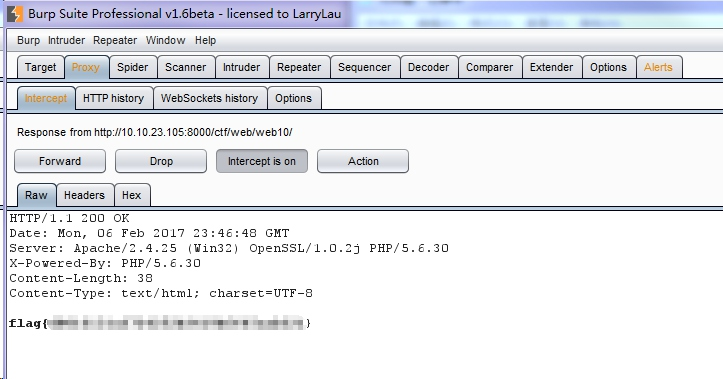 Burp Suite Professional v1.6beta - licensed to LarryLau
Burp Intruder Repeater Window Help
Target Proxy Spider Scanner Intruder Repeater Sequencer Decoder Comparer Extender Options Alerts
Intercept HTTP history WebSockets history Options
Response from http://10.10.23.105:8000/ctf/web/web10/
Forward Drop Intercept is on Action
Raw Headers Hex
HTTP/1.1 200 OK
Date: Mon, 06 Feb 2017 23:46:48 GMT
Server: Apache/2.4.25 (Win32) OpenSSL/1.0.2j PHP/5.6.30
X-Powered-By: PHP/5.6.30
Content-Length: 38
Content-Type: text/html; charset=UTF-8
flag{ }